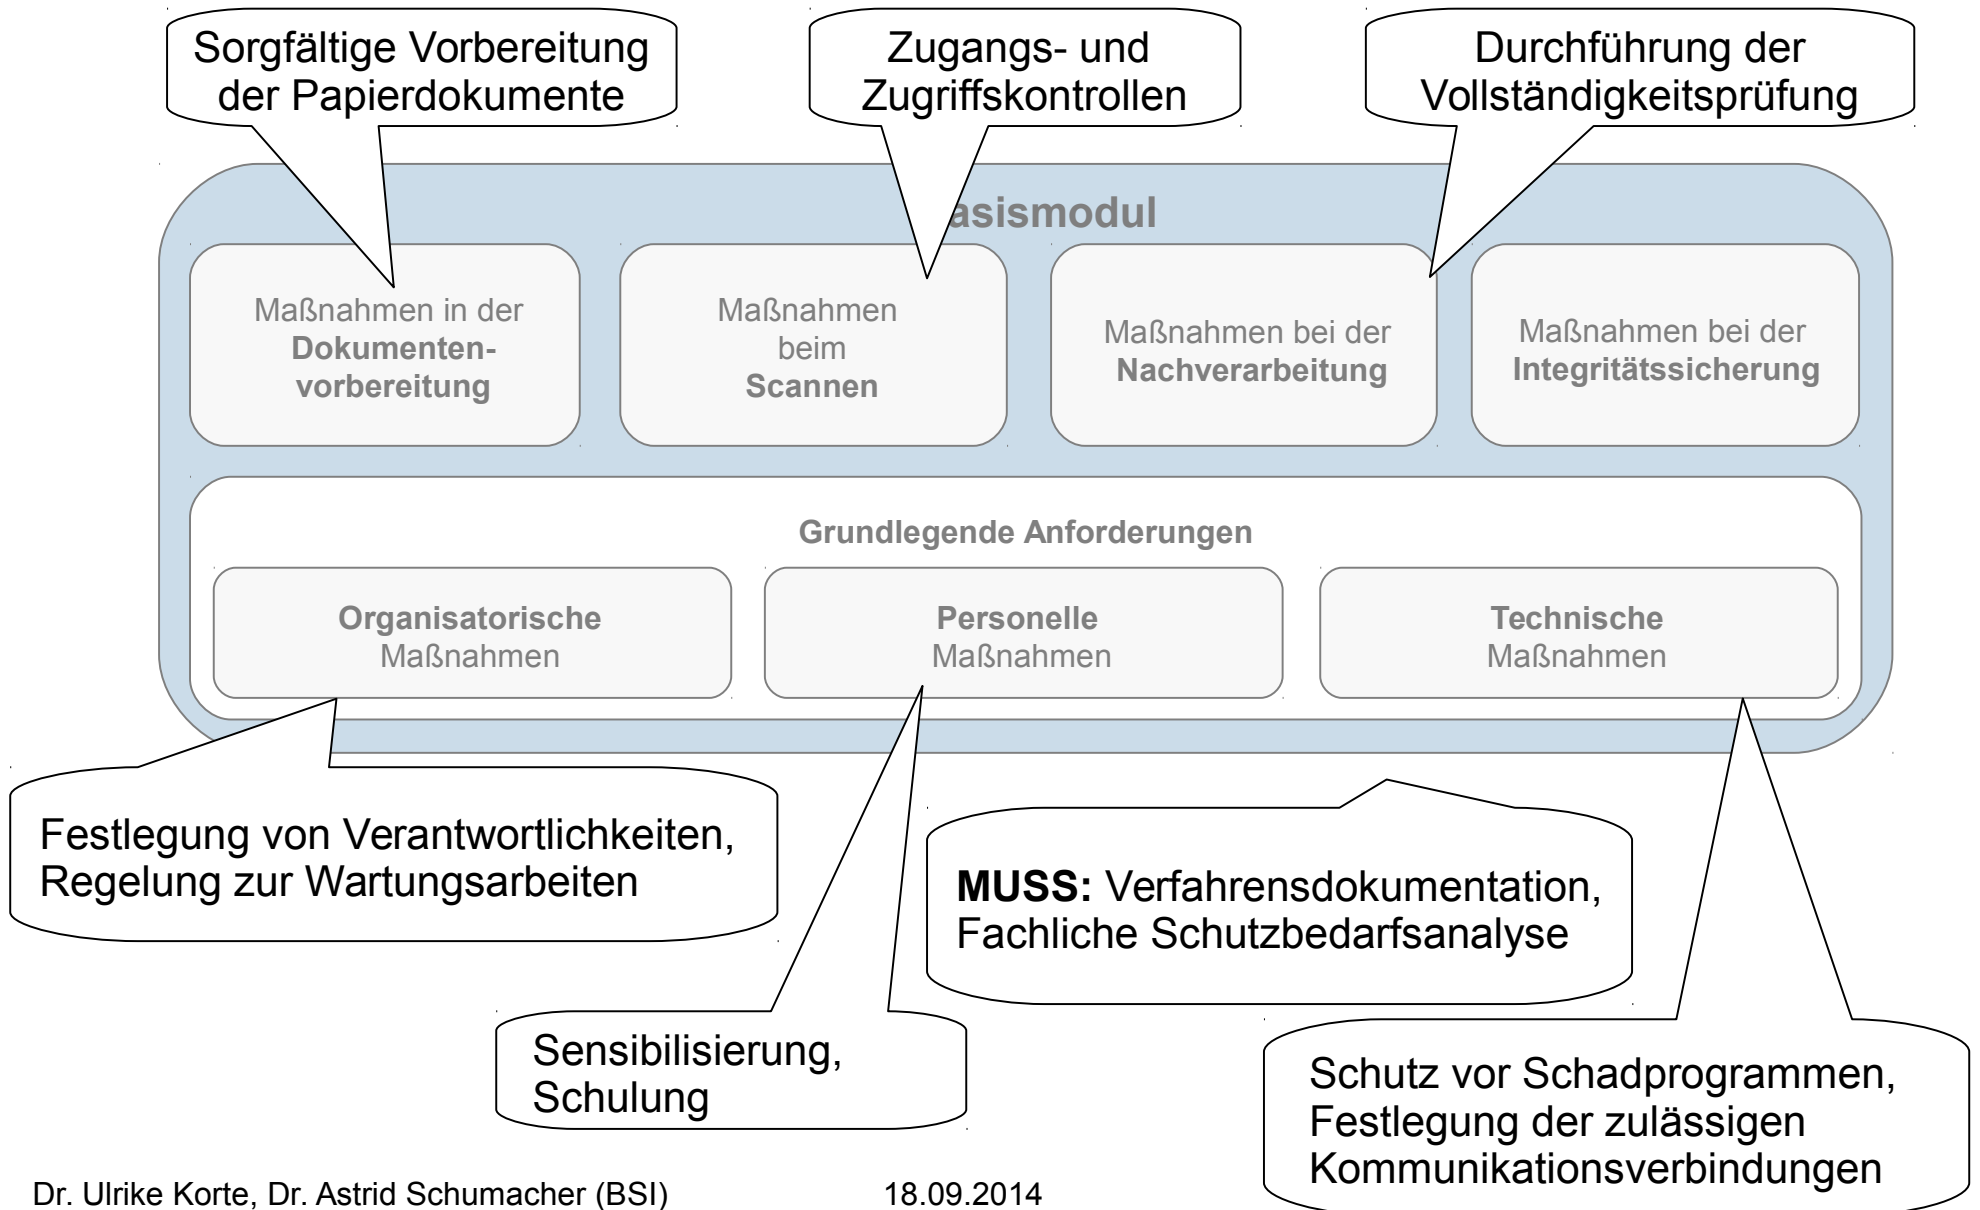 Sorgfältige Vorbereitung
der Papierdokumente
Zugangs- und
Zugriffskontrollen
Durchführung der
Vollständigkeitsprüfung
asismodul
Maßnahmen in der
Dokumenten-
vorbereitung
Maßnahmen
beim
Scannen
Maßnahmen bei der
Nachverarbeitung
Maßnahmen bei der
Integritätssicherung
Grundlegende Anforderungen
Organisatorische
Maßnahmen
Personelle
Maßnahmen
Technische
Maßnahmen
Festlegung von Verantwortlichkeiten,
Regelung zur Wartungsarbeiten
MUSS: Verfahrensdokumentation,
Fachliche Schutzbedarfsanalyse
Sensibilisierung,
Schulung
Schutz vor Schadprogrammen,
Festlegung der zulässigen
Kommunikationsverbindungen
Dr. Ulrike Korte, Dr. Astrid Schumacher (BSI) 18.09.2014